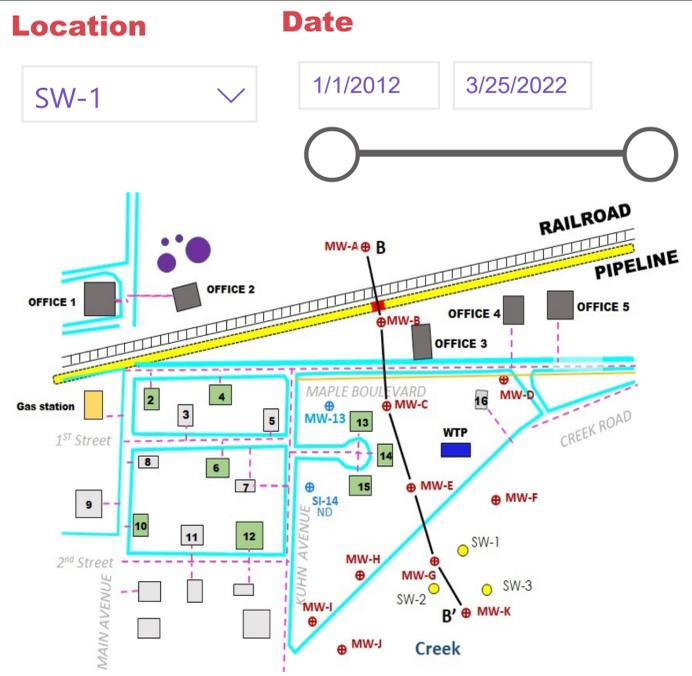 Location
Date
SW-1
1/1/2012
3/25/2022
RAILROAD
MW-A
B
PIPELINE
OFFICE 1
OFFICE 2
OFFICE 4
OFFICE 5
MW-B
OFFICE 3
Gas station
2
4
MAPLE BOULEVARD
16
MW-D
3
5
MW-13
MW-C
13
CREEK ROAD
1ST Street
WTP
8
6
14
7
15
MW-E
9
SI-14
ND
MW-F
10
11
12
KUHN AVENUE
SW-1
2nd Street
MW-H
MW-G
SW-2
SW-3
MAIN AVENUE
MW-I
B'
MW-K
MW-J
Creek